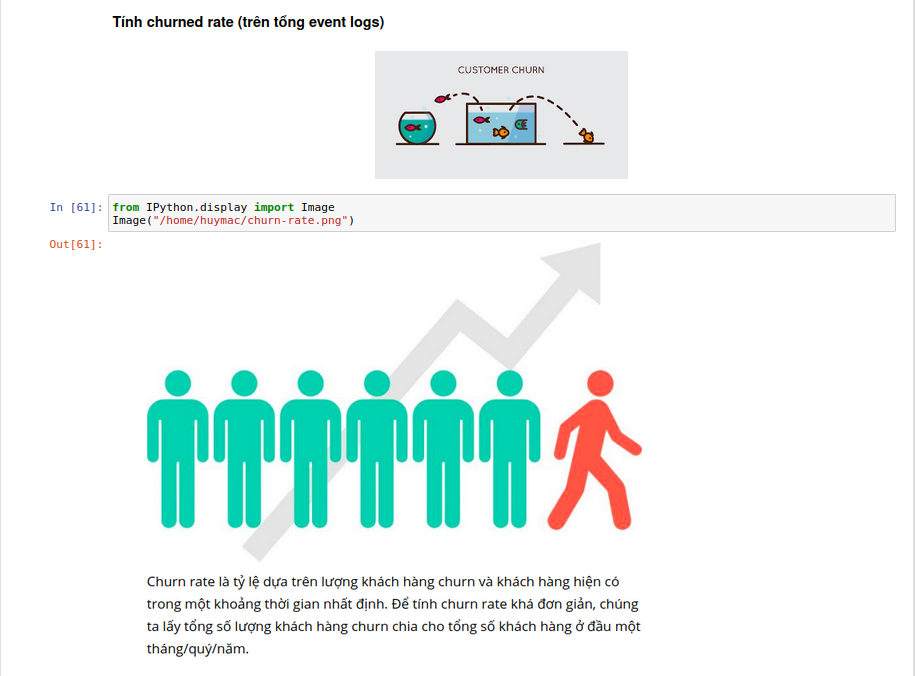 Tính churned rate (trên tổng event logs)
CUSTOMER CHURN
In [61]: from IPython.display import Image
Image("/home/huymac/churn-rate.png")
Out[61]:
Churn rate là tỷ lệ dựa trên lượng khách hàng churn và khách hàng hiện có
trong một khoảng thời gian nhất định. Để tính churn rate khá đơn giản, chúng
ta lấy tổng số lượng khách hàng churn chia cho tổng số khách hàng ở đầu một
tháng/quý/năm.